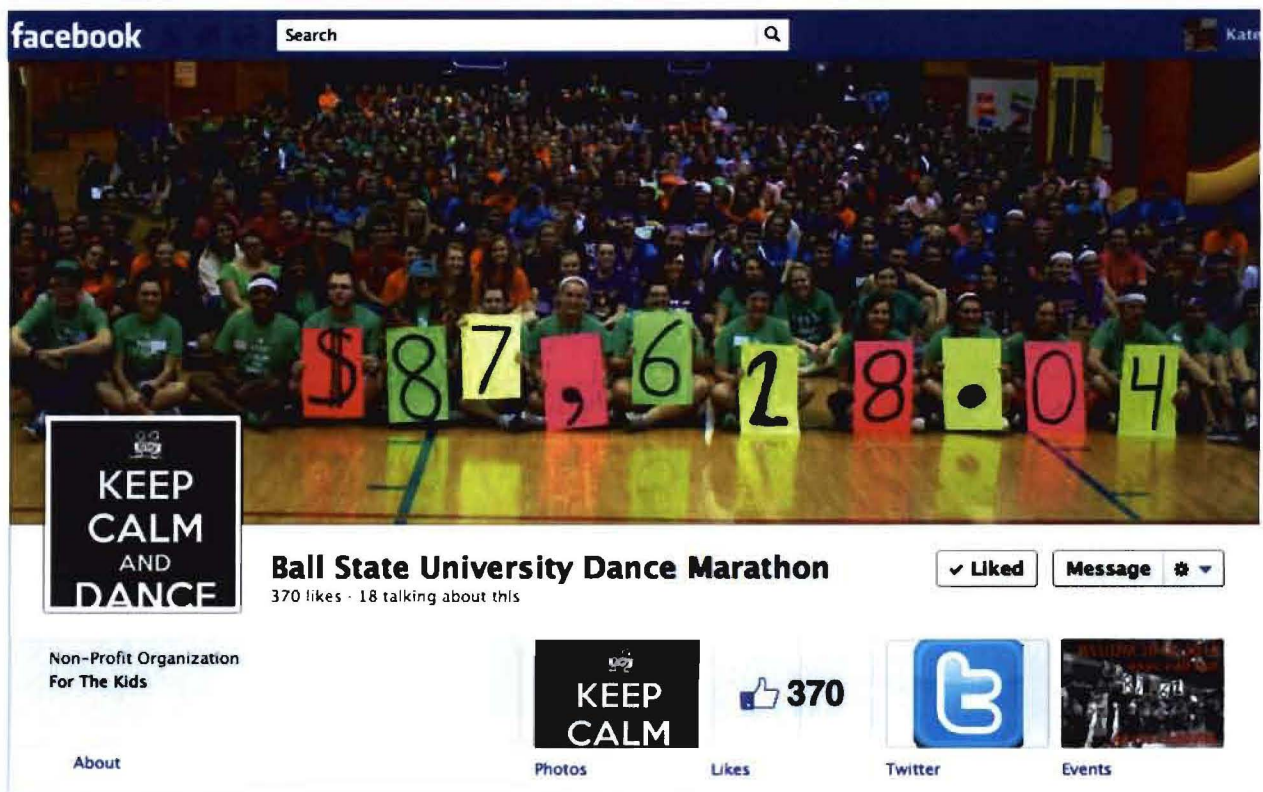 facebook
Search
Kate
$87,628.04
KEEP
CALM
AND
DANCE
Ball State University Dance Marathon
370 likes · 18 talking about this
✓ Liked
Message
Non-Profit Organization
For The Kids
About
KEEP
CALM
370
Photos
Likes
Twitter
Events